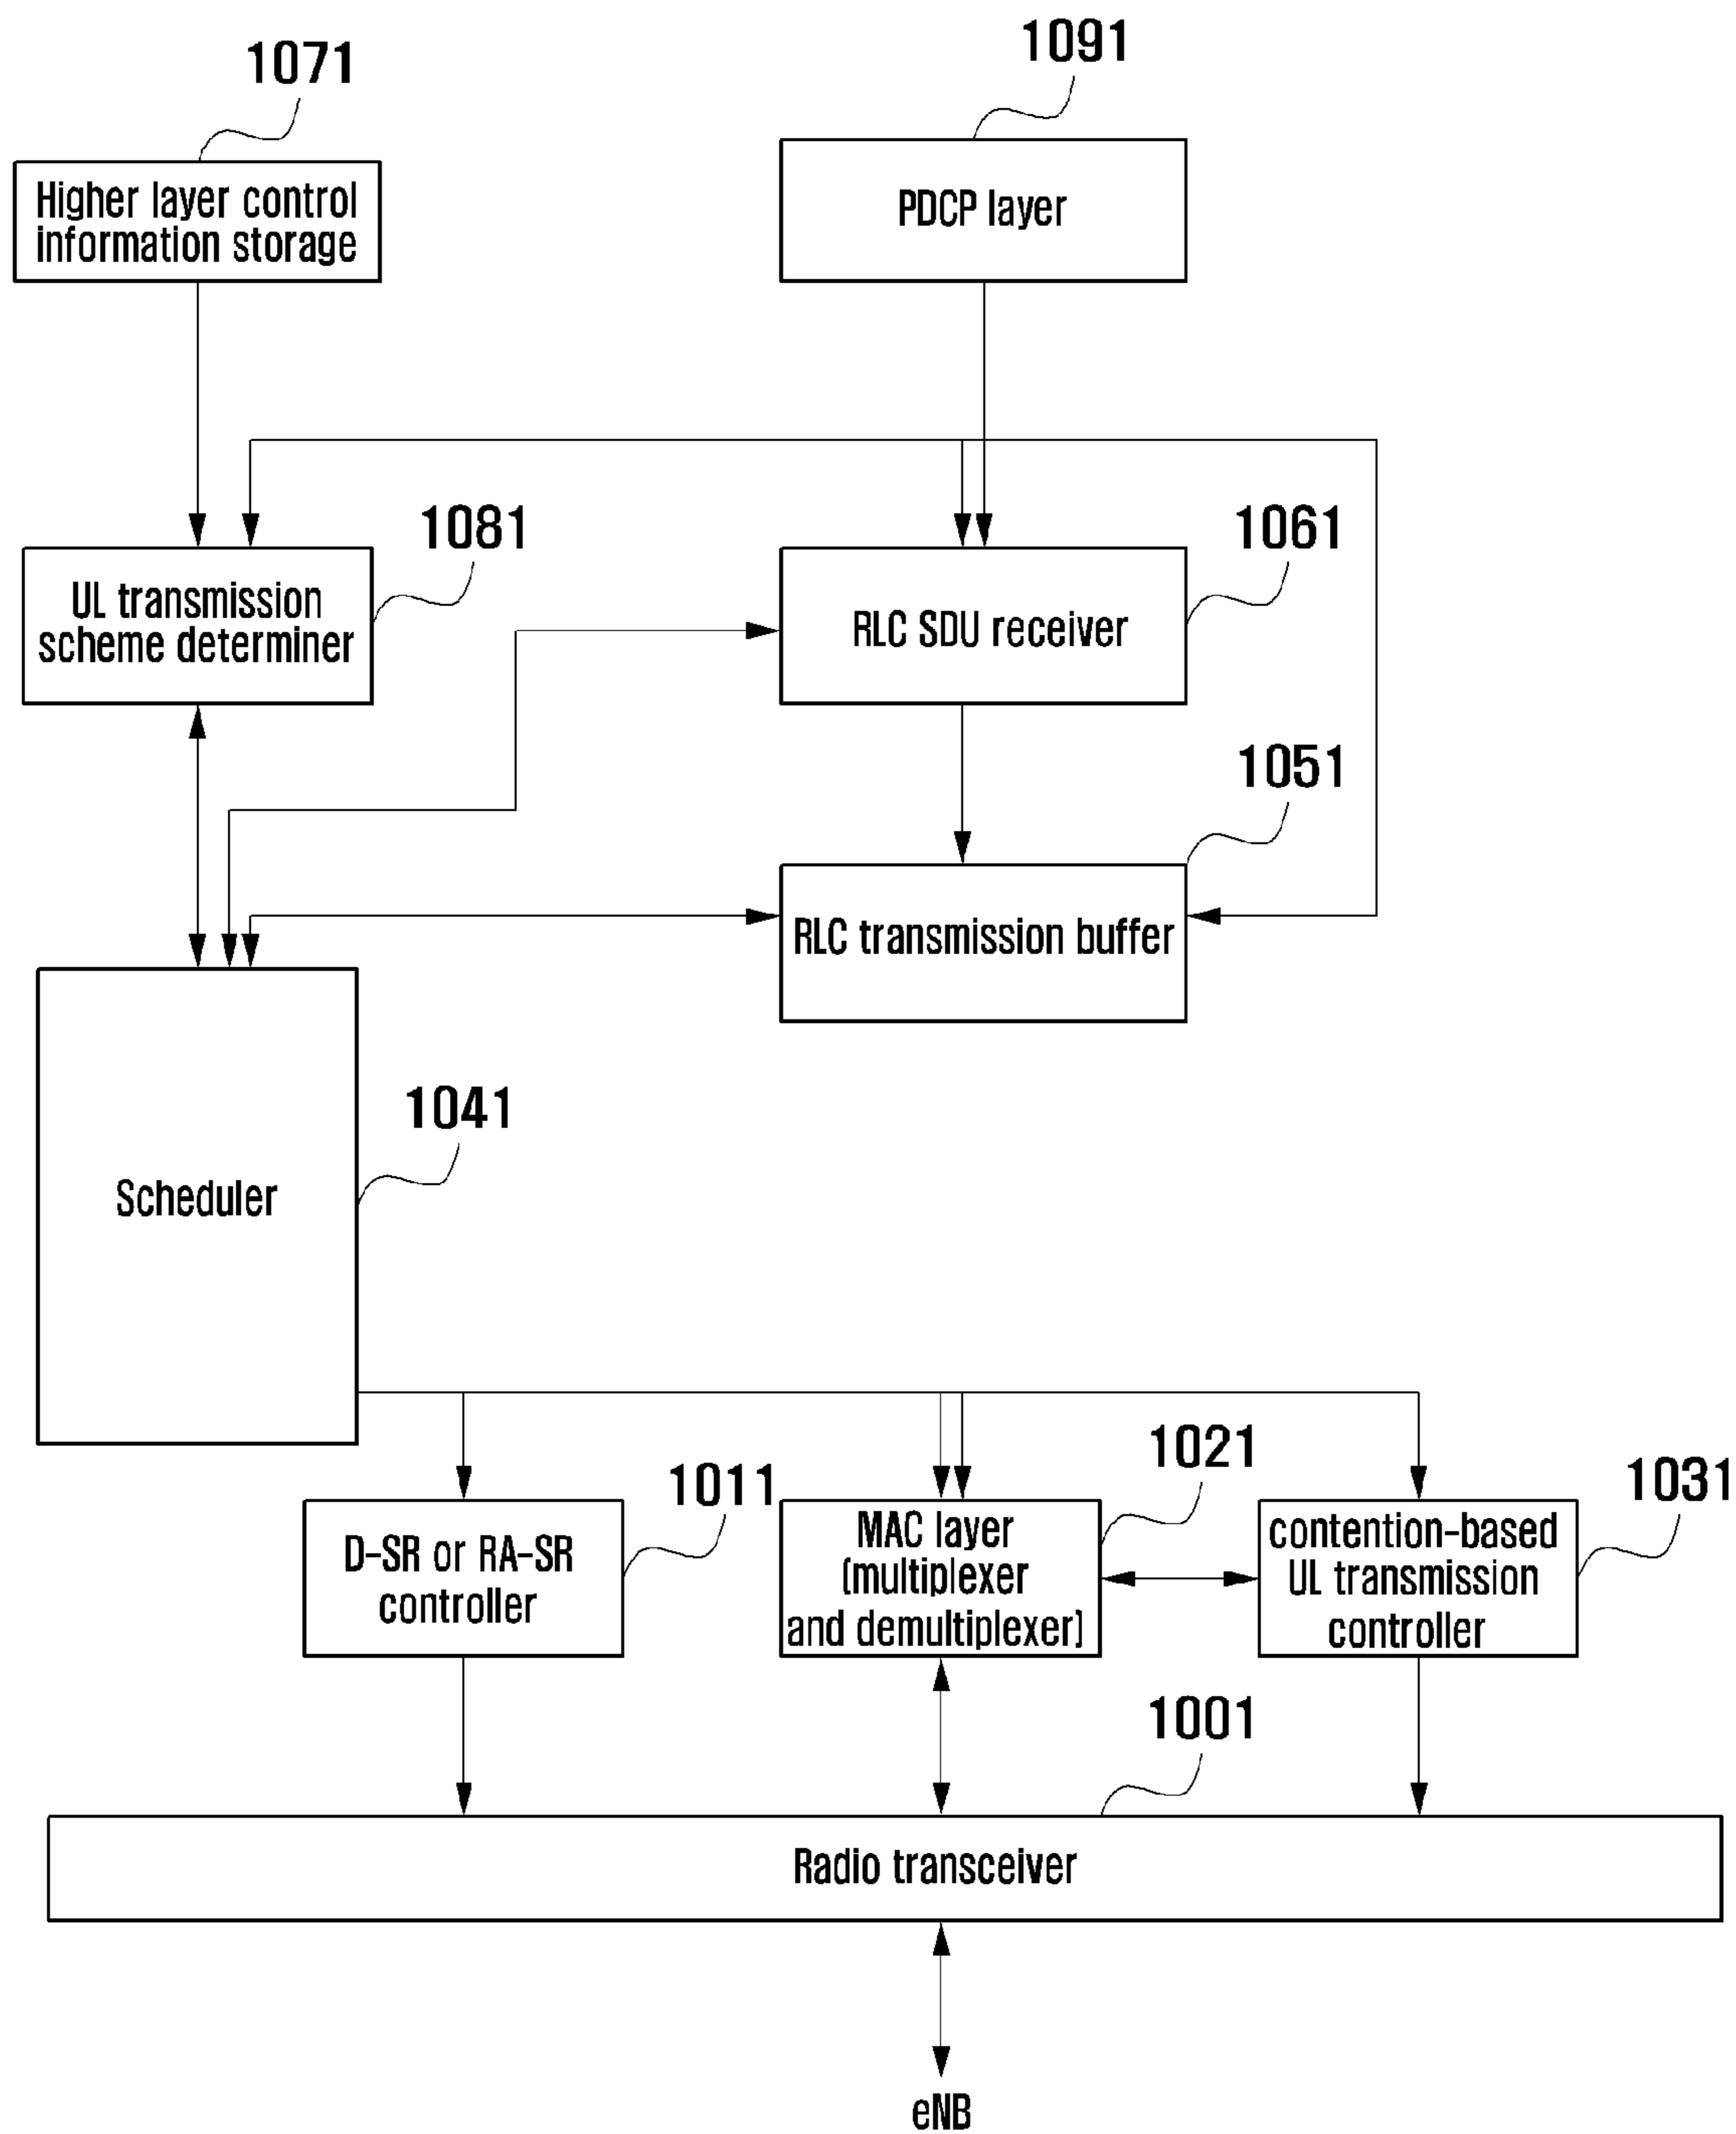 1071
1091
Higher layer control
information storage
PDCP layer
1081
1061
UL transmission
scheme determiner
RLC SDU receiver
1051
RLC transmission buffer
1041
Scheduler
1011
1021
1031
D-SR or RA-SR
controller
MAC layer
(multiplexer
and demultiplexer)
contention-based
UL transmission
controller
1001
Radio transceiver
eNB